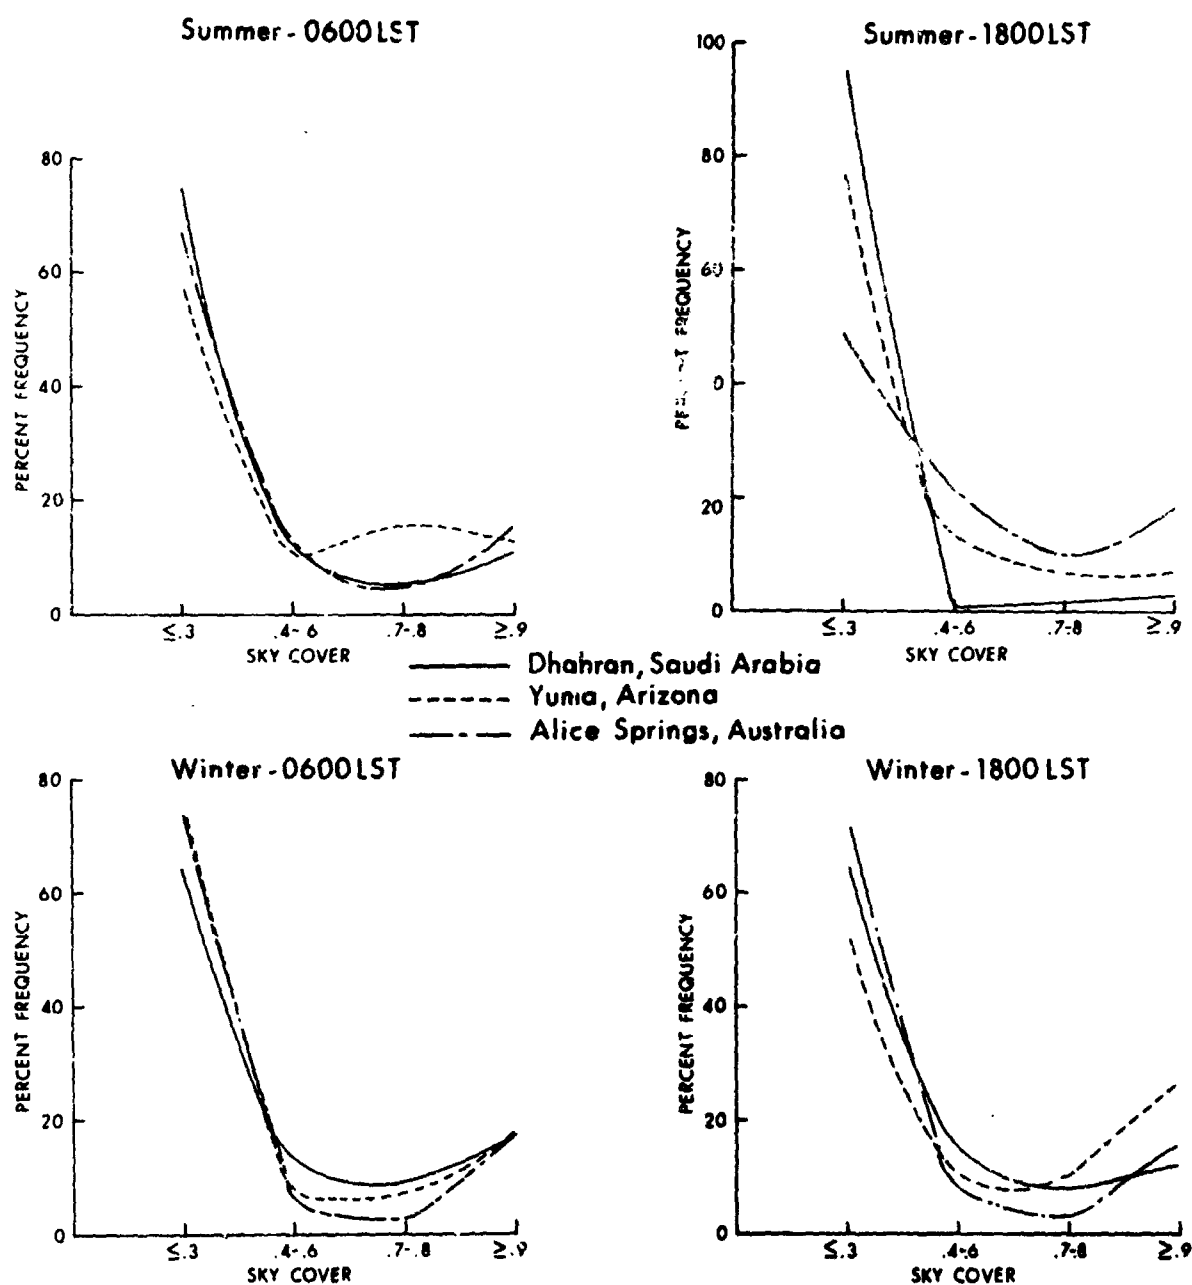 Summer - 0600 LST
80
60
40
20
0
PERCENT FREQUENCY
≤.3 .4-.6 .7-.8 ≥.9
SKY COVER
Summer - 1800 LST
100
80
60
0
20
0
FREQUENCY
≤.3 .4-.6 .7-.8 ≥.9
SKY COVER
Dhahran, Saudi Arabia
Yuma, Arizona
Alice Springs, Australia
Winter - 0600 LST
80
60
40
20
0
PERCENT FREQUENCY
≤.3 .4-.6 .7-.8 ≥.9
SKY COVER
Winter - 1800 LST
80
60
40
20
0
PERCENT FREQUENCY
≤.3 .4-.6 .7-.8 ≥.9
SKY COVER